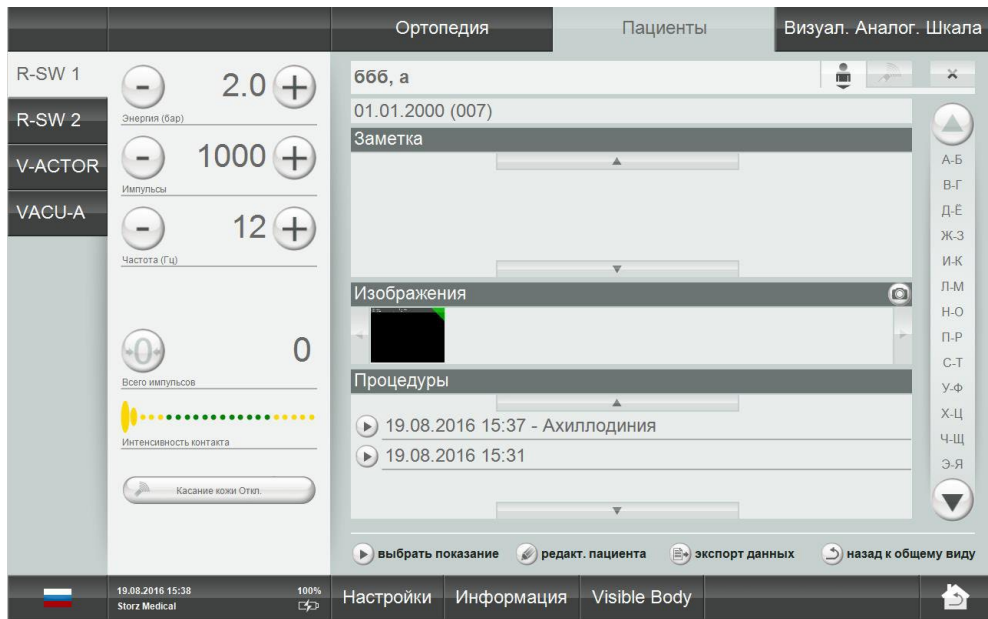 Ортопедия
Пациенты
Визуал. Аналог. Шкала
R-SW 1
R-SW 2
V-ACTOR
VACU-A
2.0
Энергия (бар)
1000
Импульсы
12
Частота (Гц)
0
0
Всего импульсов
Интенсивность контакта
Касание кожи Откл.
ббб, а
01.01.2000 (007)
Заметка
Изображения
Процедуры
19.08.2016 15:37 - Ахиллодиния
19.08.2016 15:31
А-Б
В-Г
Д-Ё
Ж-З
И-К
Л-М
Н-О
П-Р
С-Т
У-Ф
Х-Ц
Ч-Щ
Э-Я
выбрать показание
редакт. пациента
экспорт данных
назад к общему виду
19.08.2016 15:38
Storz Medical
100%
Настройки
Информация
Visible Body